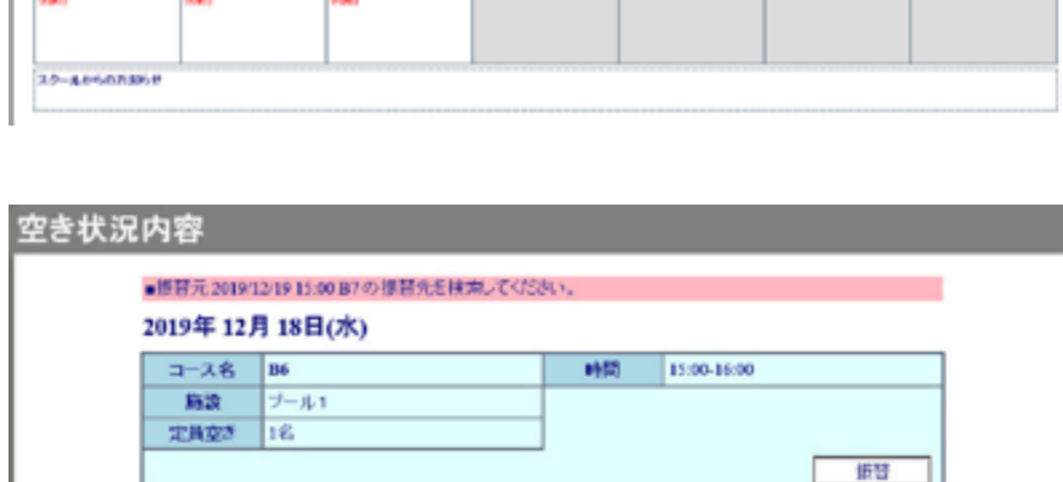 スクールからのお知らせ
空き状況内容
■振替元 2019/12/19 15:00 B7 の振替先を検索してください。
2019年 12月 18日(水)
コース名 B6 時間 15:00-16:00
施設 プール1
定員空き 1名
振替